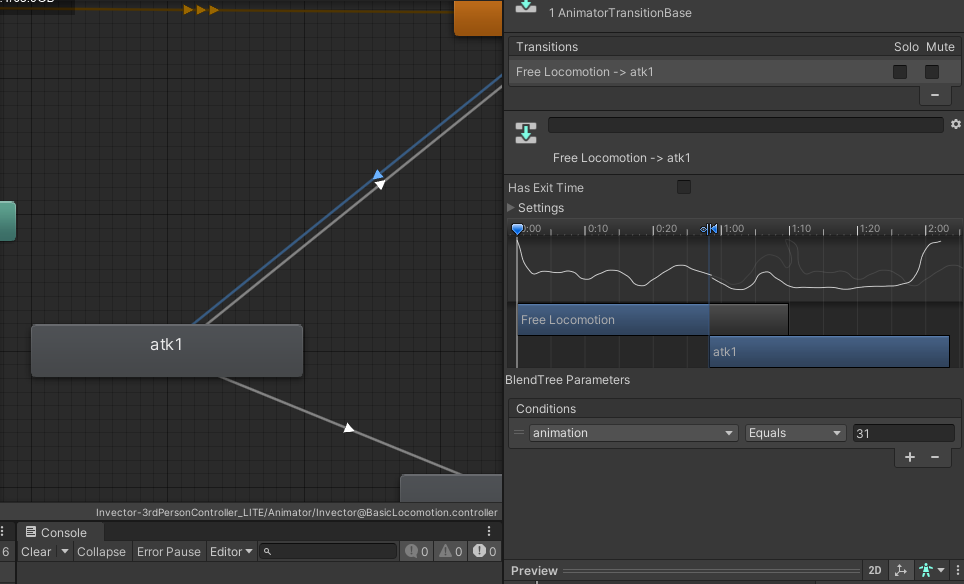 1 AnimatorTransitionBase
Transitions Solo Mute
Free Locomotion -> atk1
Free Locomotion -> atk1
Has Exit Time
Settings
0:00 0:10 0:20 1:00 1:10 1:20 2:00
Free Locomotion
atk1
BlendTree Parameters
Conditions
animation Equals 31
atk1
Invector-3rdPersonController_LITE/Animator/Invector@BasicLocomotion.controller
Console
6 Clear Collapse Error Pause Editor 0 0 0
Preview 2D